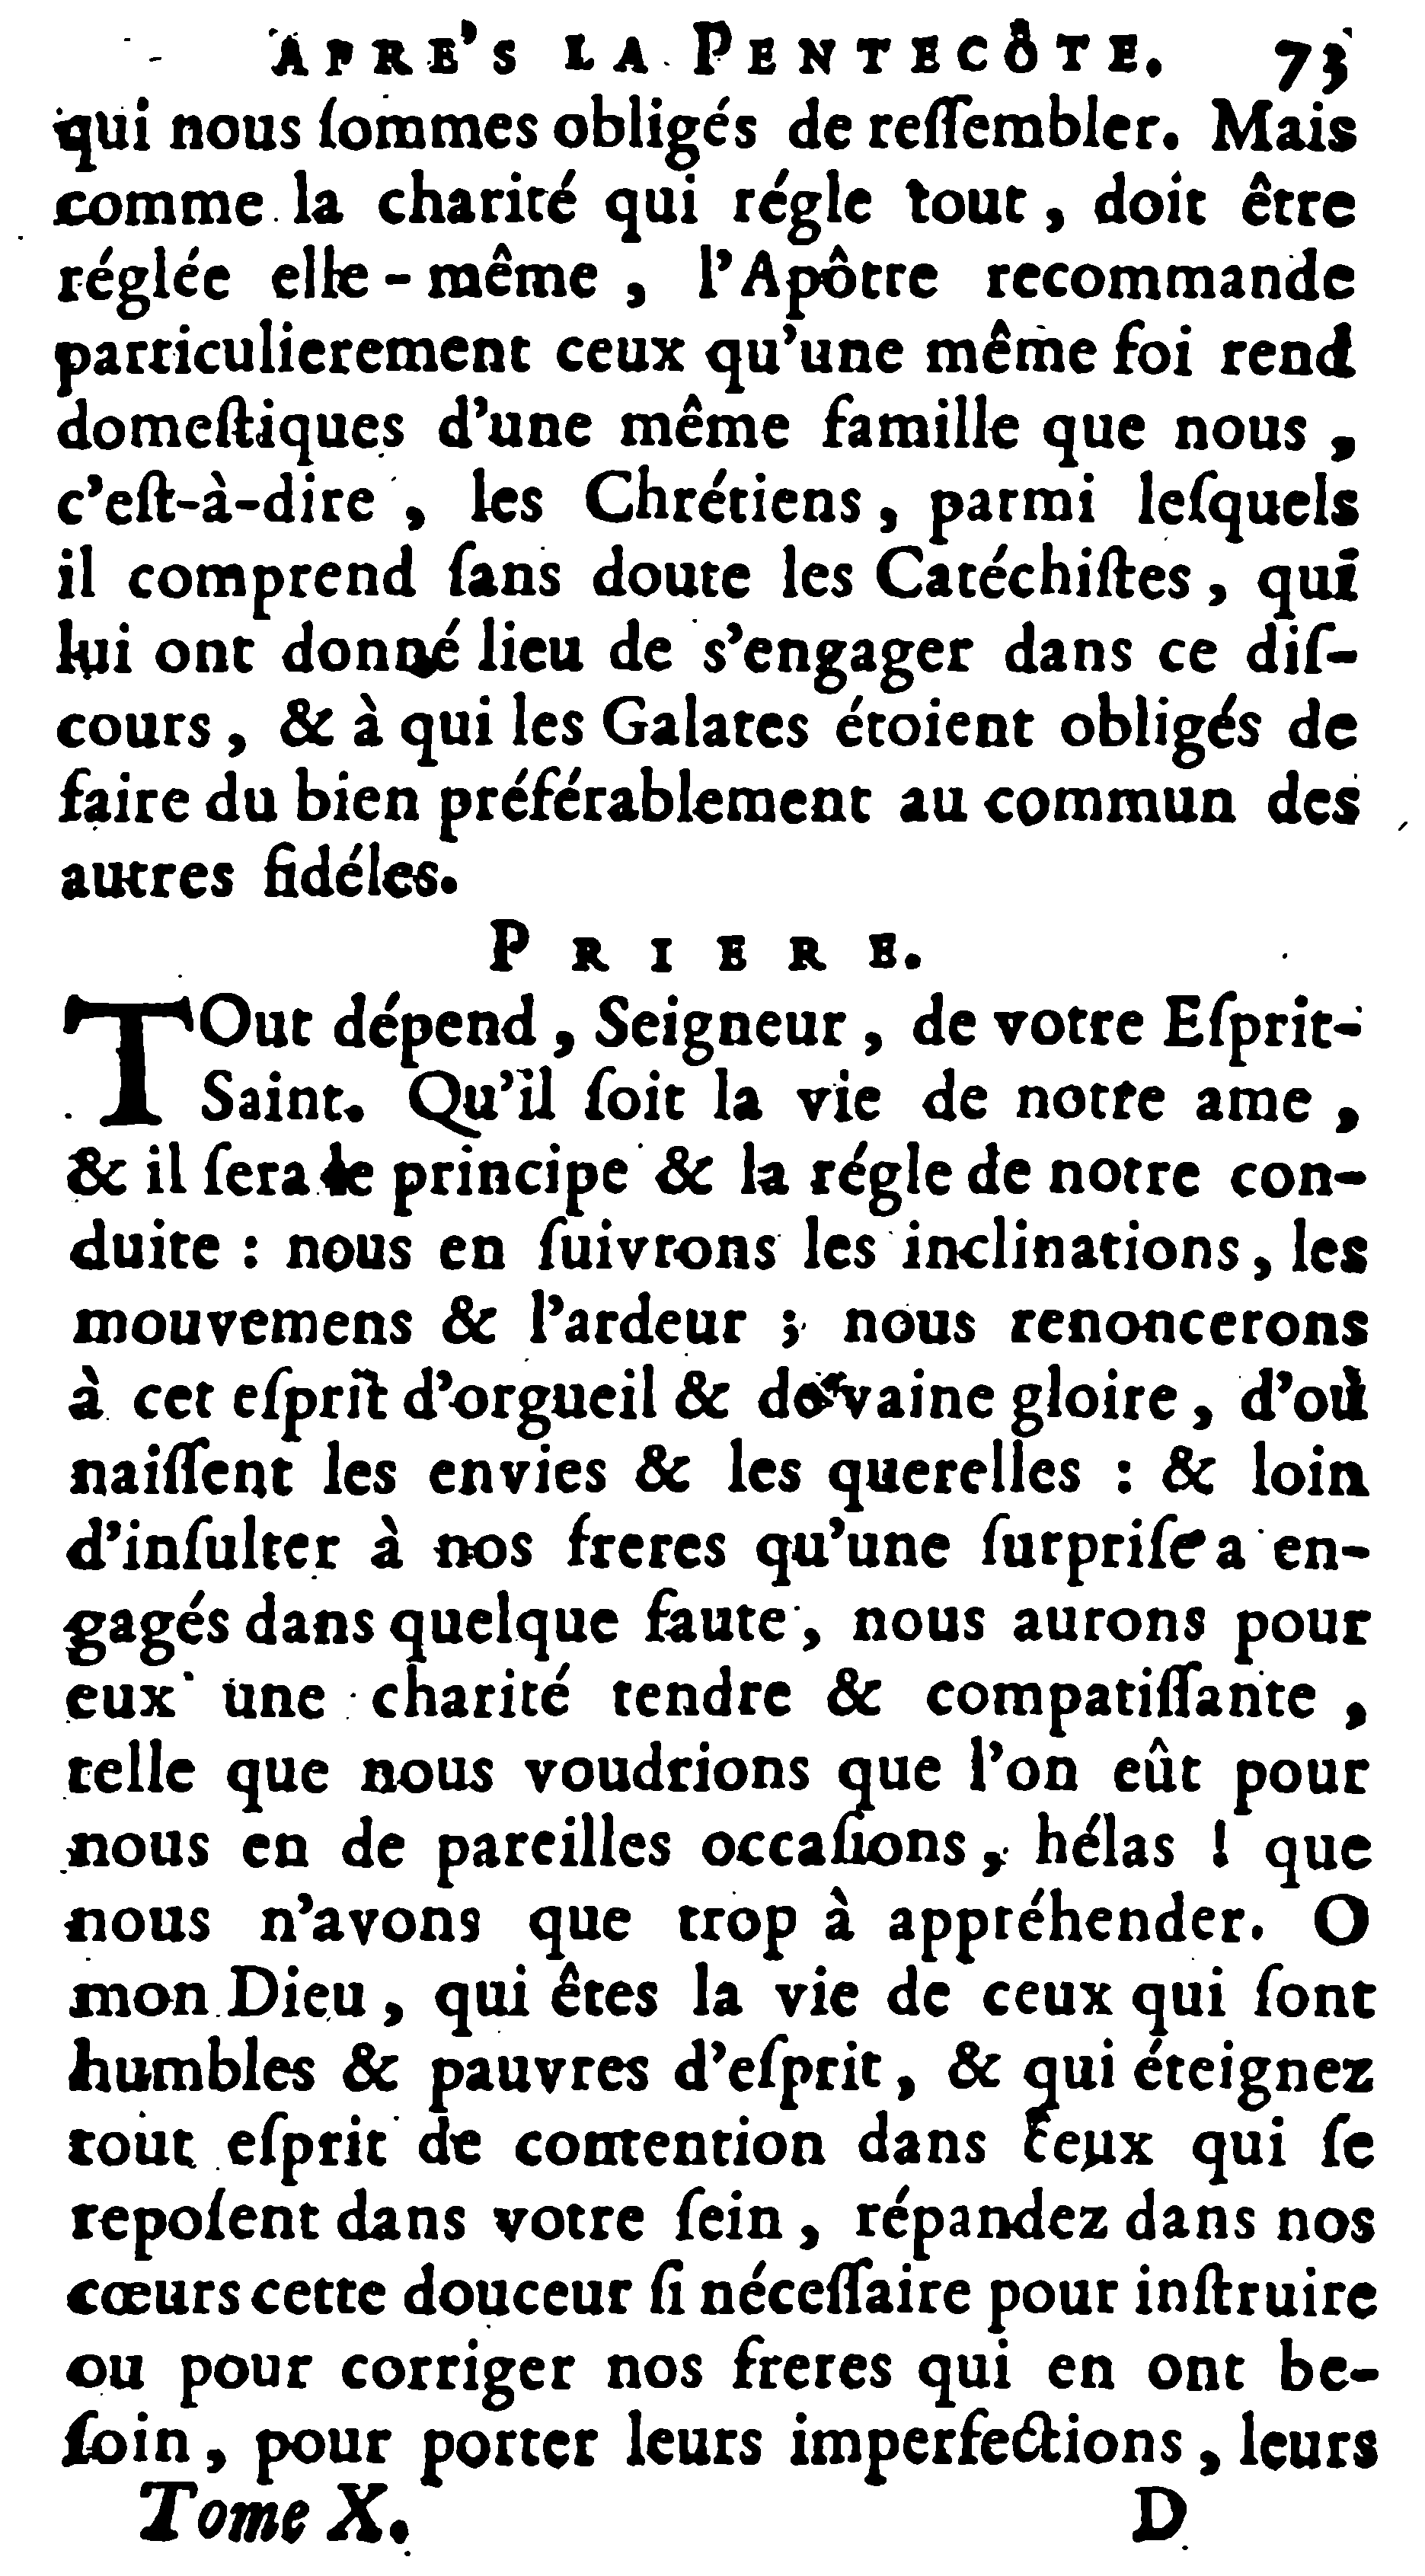 APRE'S LA PENTECÔTE. 73
qui nous ſommes obligés de reſſembler. Mais
comme la charité qui régle tout, doit être
réglée elle-même, l'Apôtre recommande
particulierement ceux qu'une même foi rend
domeſtiques d'une même famille que nous,
c'eſt-à-dire, les Chrétiens, parmi leſquels
il comprend ſans doute les Catéchiſtes, qui
lui ont donné lieu de s'engager dans ce diſ-
cours, & à qui les Galates étoient obligés de
faire du bien préférablement au commun des
autres fidéles.
PRIERE.
TOut dépend, Seigneur, de votre Eſprit-
Saint. Qu'il ſoit la vie de notre ame,
& il ſera le principe & la régle de notre con-
duite : nous en ſuivrons les inclinations, les
mouvemens & l'ardeur ; nous renoncerons
à cet eſprit d'orgueil & de vaine gloire, d'où
naiſſent les envies & les querelles : & loin
d'inſulter à nos freres qu'une ſurpriſe a en-
gagés dans quelque faute, nous aurons pour
eux une charité tendre & compatiſſante,
telle que nous voudrions que l'on eût pour
nous en de pareilles occaſions, hélas ! que
nous n'avons que trop à appréhender. O
mon Dieu, qui êtes la vie de ceux qui ſont
humbles & pauvres d'eſprit, & qui éteignez
tout eſprit de contention dans ceux qui ſe
repoſent dans votre ſein, répandez dans nos
cœurs cette douceur ſi néceſſaire pour inſtruire
ou pour corriger nos freres qui en ont be-
ſoin, pour porter leurs imperfections, leurs
Tome X. D